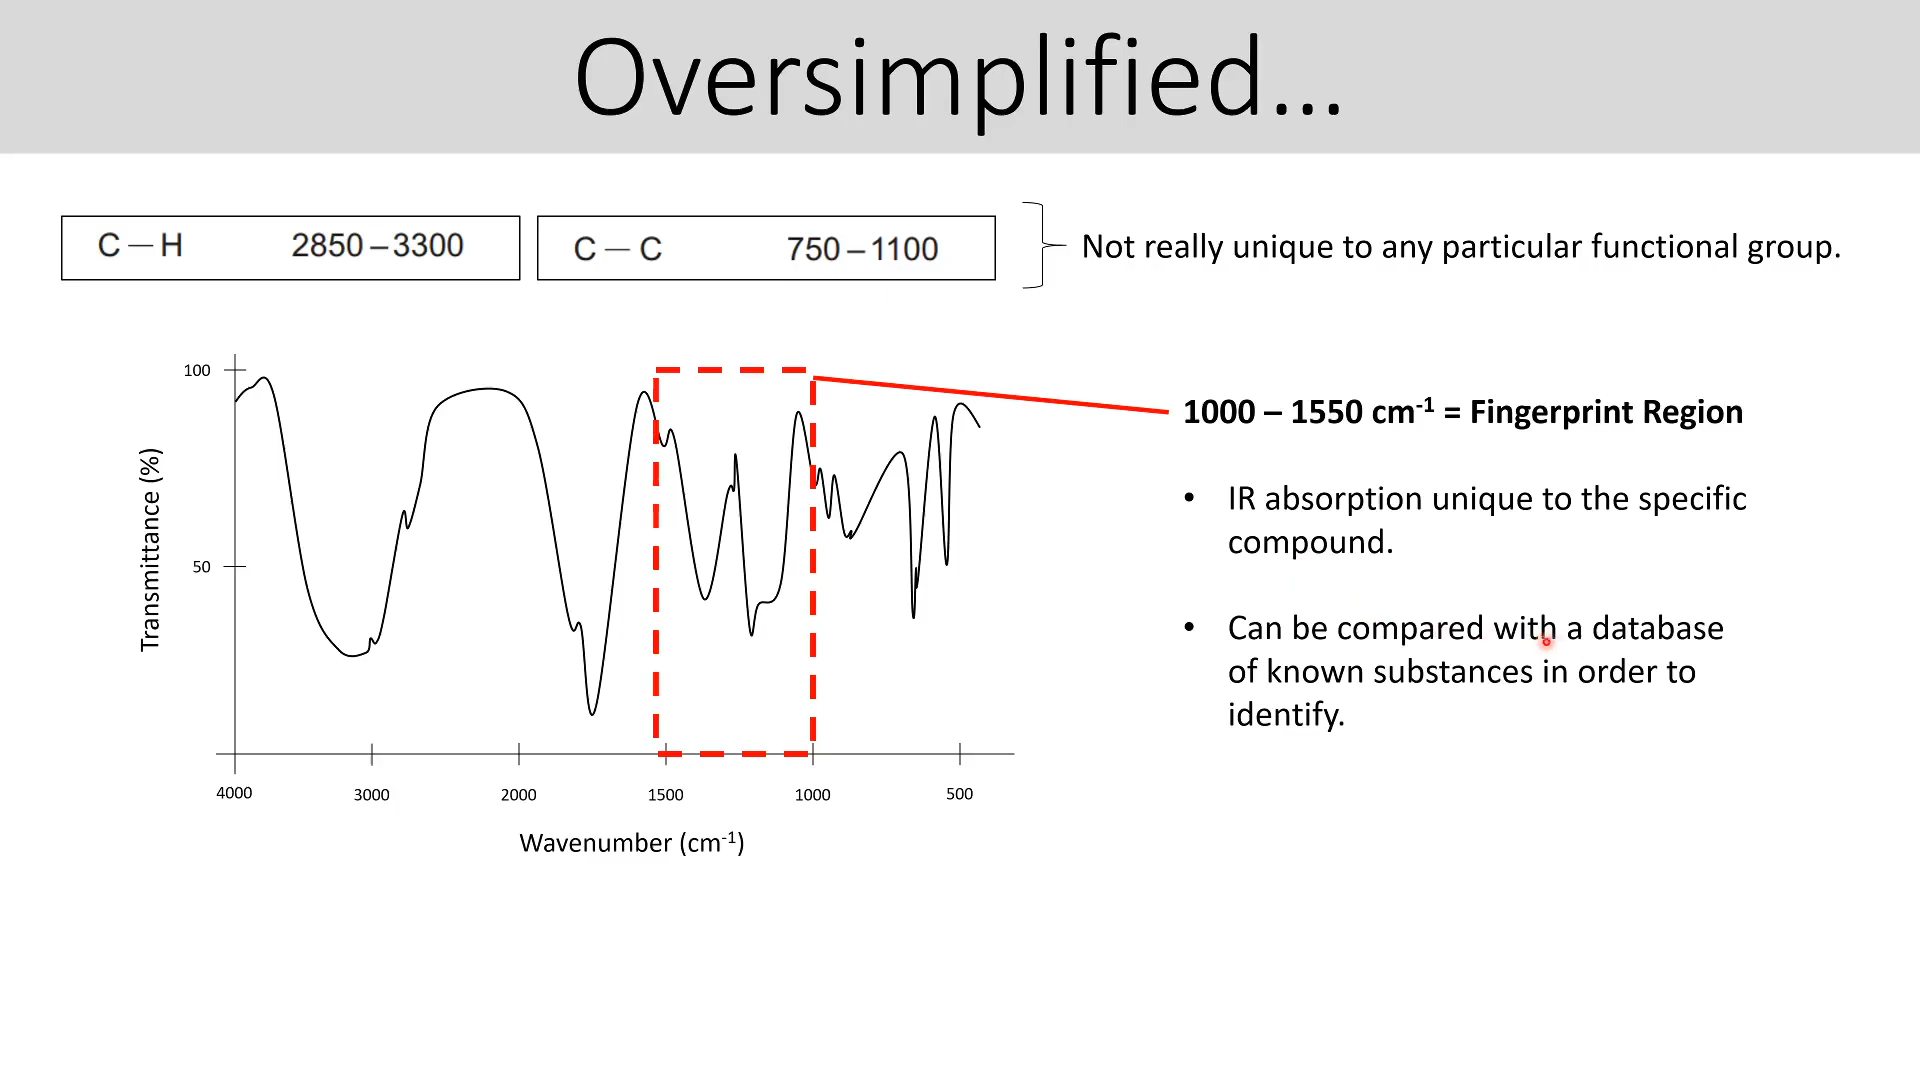 Oversimplified...
C — H 2850 – 3300
C — C 750 – 1100
Not really unique to any particular functional group.
100
50
Transmittance (%)
4000 3000 2000 1500 1000 500
Wavenumber (cm⁻¹)
1000 – 1550 cm⁻¹ = Fingerprint Region
• IR absorption unique to the specific
compound.
• Can be compared with a database
of known substances in order to
identify.